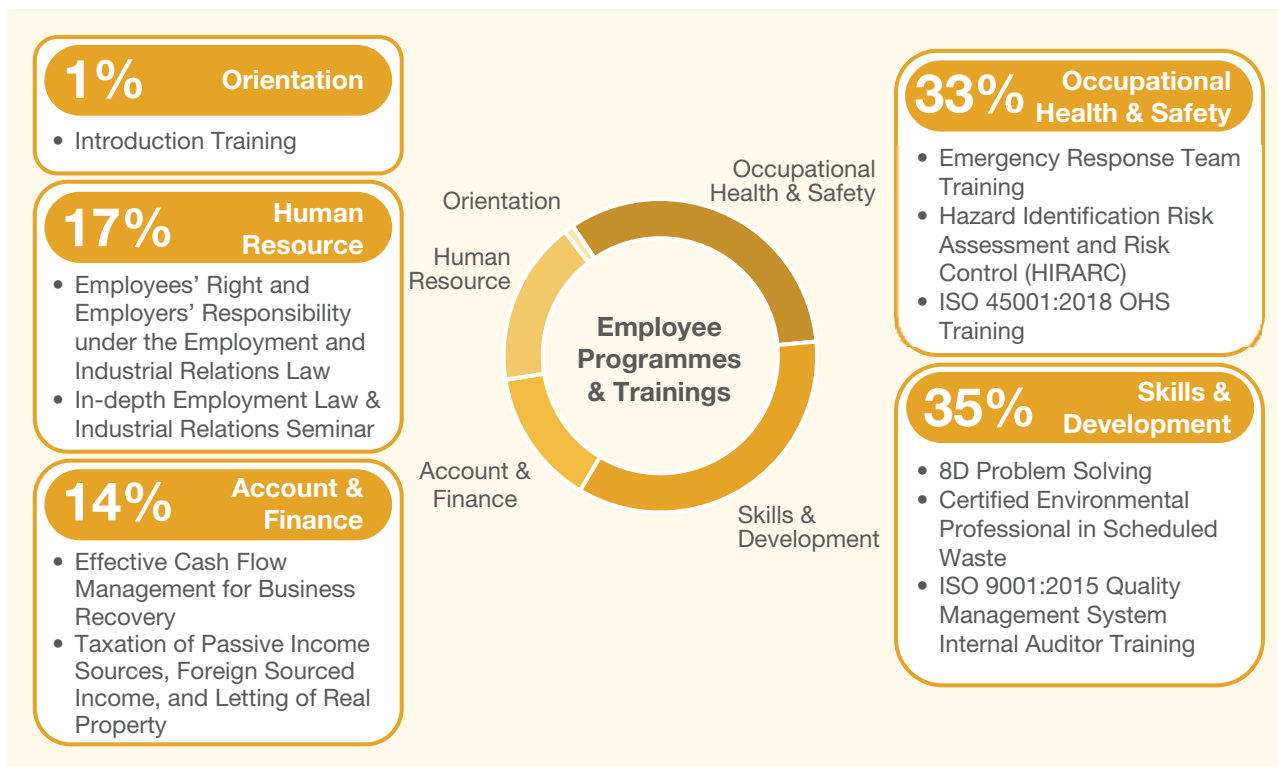 1% Orientation
• Introduction Training
17% Human
Resource
• Employees’ Right and
Employers’ Responsibility
under the Employment and
Industrial Relations Law
• In-depth Employment Law &
Industrial Relations Seminar
14% Account &
Finance
• Effective Cash Flow
Management for Business
Recovery
• Taxation of Passive Income
Sources, Foreign Sourced
Income, and Letting of Real
Property
Orientation
Human
Resource
Account &
Finance
Occupational
Health & Safety
Skills &
Development
Employee
Programmes
& Trainings
33% Occupational
Health & Safety
• Emergency Response Team
Training
• Hazard Identification Risk
Assessment and Risk
Control (HIRARC)
• ISO 45001:2018 OHS
Training
35% Skills &
Development
• 8D Problem Solving
• Certified Environmental
Professional in Scheduled
Waste
• ISO 9001:2015 Quality
Management System
Internal Auditor Training